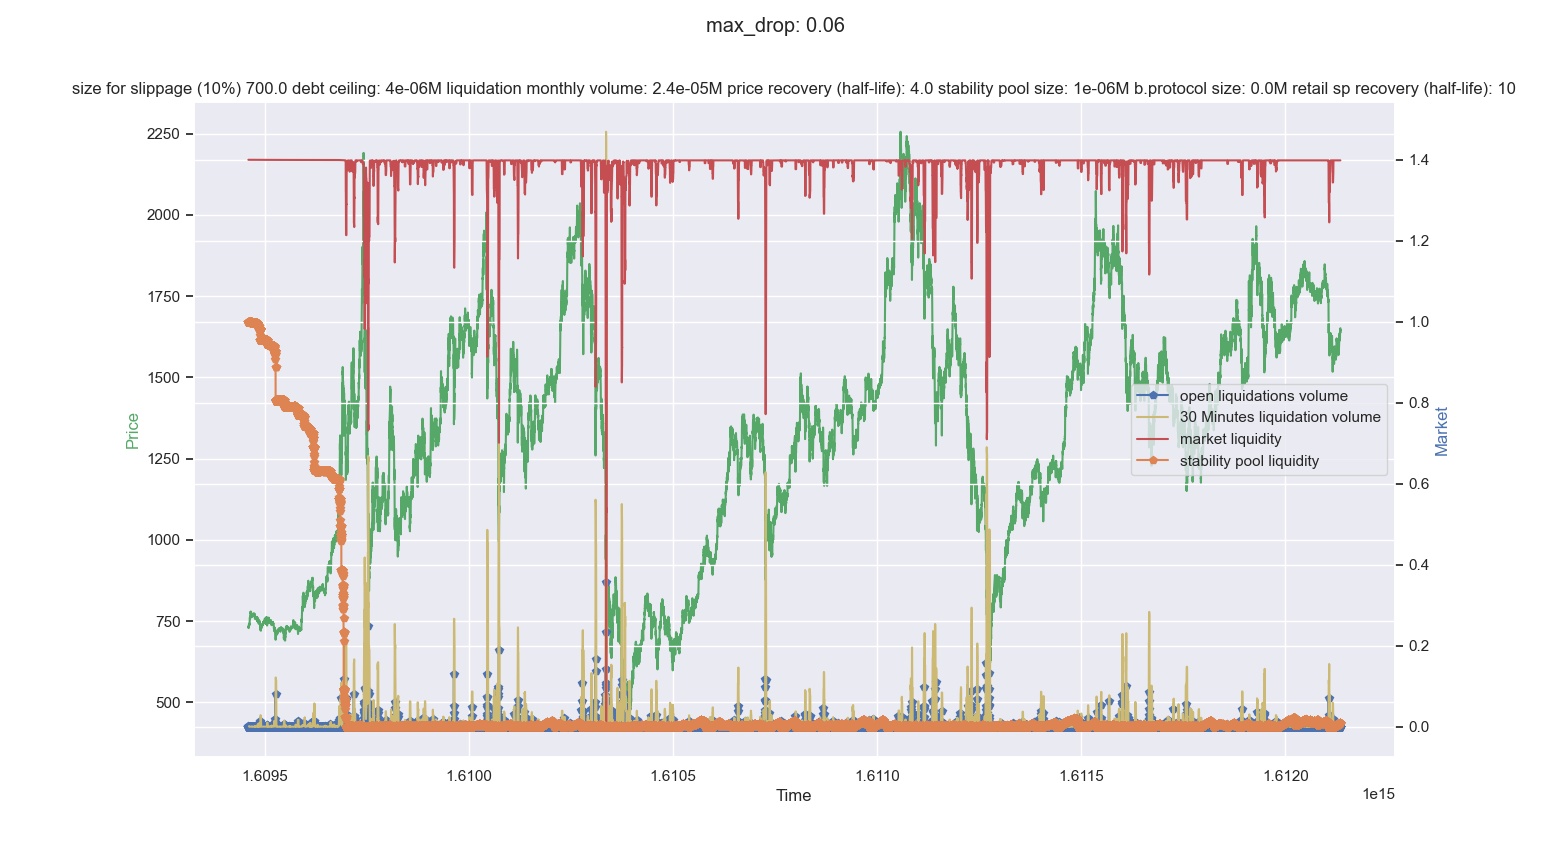 max_drop: 0.06
size for slippage (10%) 700.0 debt ceiling: 4e-06M liquidation monthly volume: 2.4e-05M price recovery (half-life): 4.0 stability pool size: 1e-06M b.protocol size: 0.0M retail sp recovery (half-life): 10
2250
2000
1750
1500
1250
1000
750
500
Price
1.4
1.2
1.0
0.8
0.6
0.4
0.2
0.0
Market
open liquidations volume
30 Minutes liquidation volume
market liquidity
stability pool liquidity
1.6095 1.6100 1.6105 1.6110 1.6115 1.6120
Time
1e15